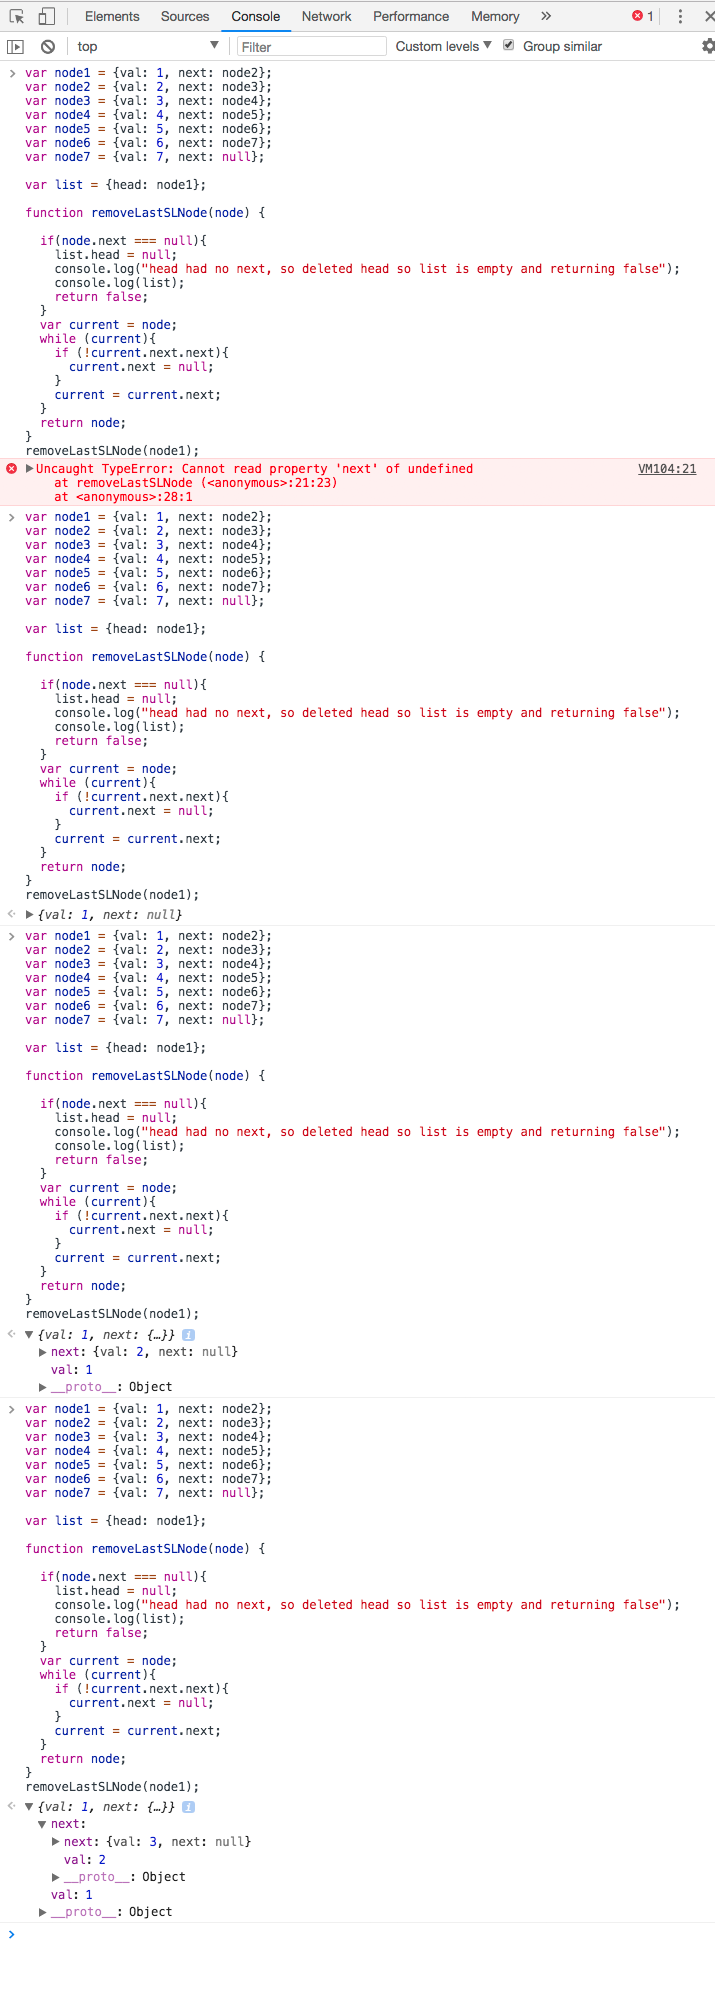 Elements Sources Console Network Performance Memory » 1
top Filter Custom levels Group similar
> var node1 = {val: 1, next: node2};
var node2 = {val: 2, next: node3};
var node3 = {val: 3, next: node4};
var node4 = {val: 4, next: node5};
var node5 = {val: 5, next: node6};
var node6 = {val: 6, next: node7};
var node7 = {val: 7, next: null};
var list = {head: node1};
function removeLastSLNode(node) {
if(node.next === null){
list.head = null;
console.log("head had no next, so deleted head so list is empty and returning false");
console.log(list);
return false;
}
var current = node;
while (current){
if (!current.next.next){
current.next = null;
}
current = current.next;
}
return node;
}
removeLastSLNode(node1);
Uncaught TypeError: Cannot read property 'next' of undefined VM104:21
at removeLastSLNode (<anonymous>:21:23)
at <anonymous>:28:1
> var node1 = {val: 1, next: node2};
var node2 = {val: 2, next: node3};
var node3 = {val: 3, next: node4};
var node4 = {val: 4, next: node5};
var node5 = {val: 5, next: node6};
var node6 = {val: 6, next: node7};
var node7 = {val: 7, next: null};
var list = {head: node1};
function removeLastSLNode(node) {
if(node.next === null){
list.head = null;
console.log("head had no next, so deleted head so list is empty and returning false");
console.log(list);
return false;
}
var current = node;
while (current){
if (!current.next.next){
current.next = null;
}
current = current.next;
}
return node;
}
removeLastSLNode(node1);
{val: 1, next: null}
> var node1 = {val: 1, next: node2};
var node2 = {val: 2, next: node3};
var node3 = {val: 3, next: node4};
var node4 = {val: 4, next: node5};
var node5 = {val: 5, next: node6};
var node6 = {val: 6, next: node7};
var node7 = {val: 7, next: null};
var list = {head: node1};
function removeLastSLNode(node) {
if(node.next === null){
list.head = null;
console.log("head had no next, so deleted head so list is empty and returning false");
console.log(list);
return false;
}
var current = node;
while (current){
if (!current.next.next){
current.next = null;
}
current = current.next;
}
return node;
}
removeLastSLNode(node1);
{val: 1, next: {…}} i
next: {val: 2, next: null}
val: 1
__proto__: Object
> var node1 = {val: 1, next: node2};
var node2 = {val: 2, next: node3};
var node3 = {val: 3, next: node4};
var node4 = {val: 4, next: node5};
var node5 = {val: 5, next: node6};
var node6 = {val: 6, next: node7};
var node7 = {val: 7, next: null};
var list = {head: node1};
function removeLastSLNode(node) {
if(node.next === null){
list.head = null;
console.log("head had no next, so deleted head so list is empty and returning false");
console.log(list);
return false;
}
var current = node;
while (current){
if (!current.next.next){
current.next = null;
}
current = current.next;
}
return node;
}
removeLastSLNode(node1);
{val: 1, next: {…}} i
next:
next: {val: 3, next: null}
val: 2
__proto__: Object
val: 1
__proto__: Object
>